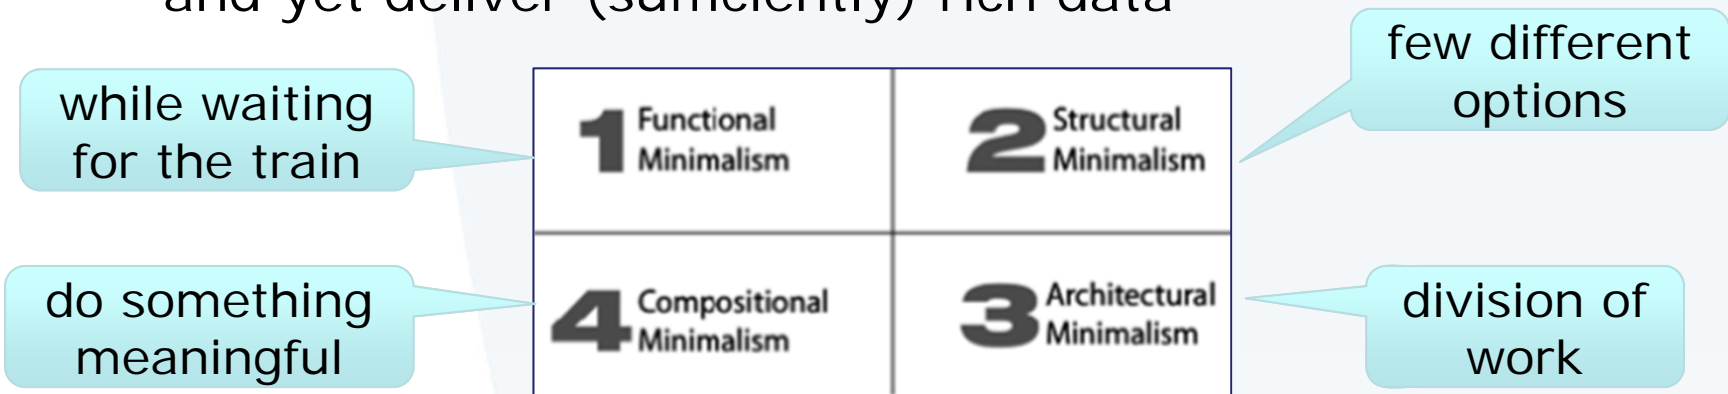 and yet deliver (sufficiently) rich data
while waiting
for the train
1 Functional
Minimalism
2 Structural
Minimalism
few different
options
do something
meaningful
4 Compositional
Minimalism
3 Architectural
Minimalism
division of
work